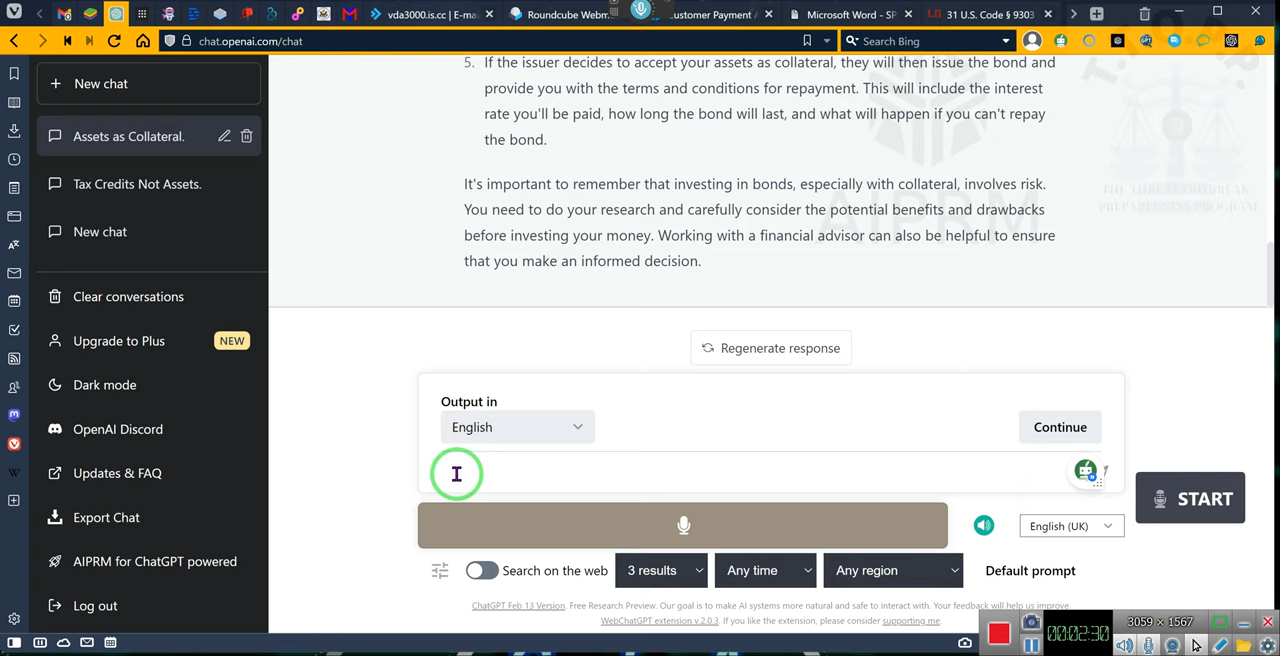 vda3000.is.cc | E-ma
Roundcube Webm
Customer Payment A
Microsoft Word - SP
31 U.S. Code § 9303
chat.openai.com/chat
Search Bing
New chat
Assets as Collateral.
Tax Credits Not Assets.
New chat
Clear conversations
Upgrade to Plus
NEW
Dark mode
OpenAI Discord
Updates & FAQ
Export Chat
AIPRM for ChatGPT powered
Log out
5. If the issuer decides to accept your assets as collateral, they will then issue the bond and
provide you with the terms and conditions for repayment. This will include the interest
rate you'll be paid, how long the bond will last, and what will happen if you can't repay
the bond.
It's important to remember that investing in bonds, especially with collateral, involves risk.
You need to do your research and carefully consider the potential benefits and drawbacks
before investing your money. Working with a financial advisor can also be helpful to ensure
that you make an informed decision.
AIPRM
THE THREAT OUTBREAK
PREPAREDNESS PROGRAM
Regenerate response
Output in
English
Continue
START
English (UK)
Search on the web
3 results
Any time
Any region
Default prompt
ChatGPT Feb 13 Version. Free Research Preview. Our goal is to make AI systems more natural and safe to interact with. Your feedback will help us improve.
WebChatGPT extension v.2.0.3. If you like the extension, please consider supporting me.
00:02:30
3059 × 1567